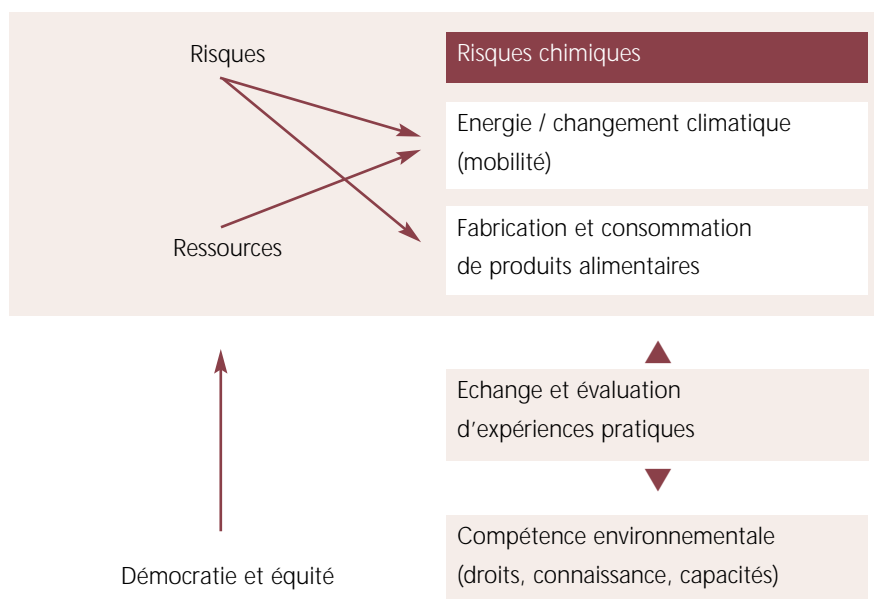 Risques
Risques chimiques
Energie / changement climatique
(mobilité)
Ressources
Fabrication et consommation
de produits alimentaires
Echange et évaluation
d'expériences pratiques
Démocratie et équité
Compétence environnementale
(droits, connaissance, capacités)